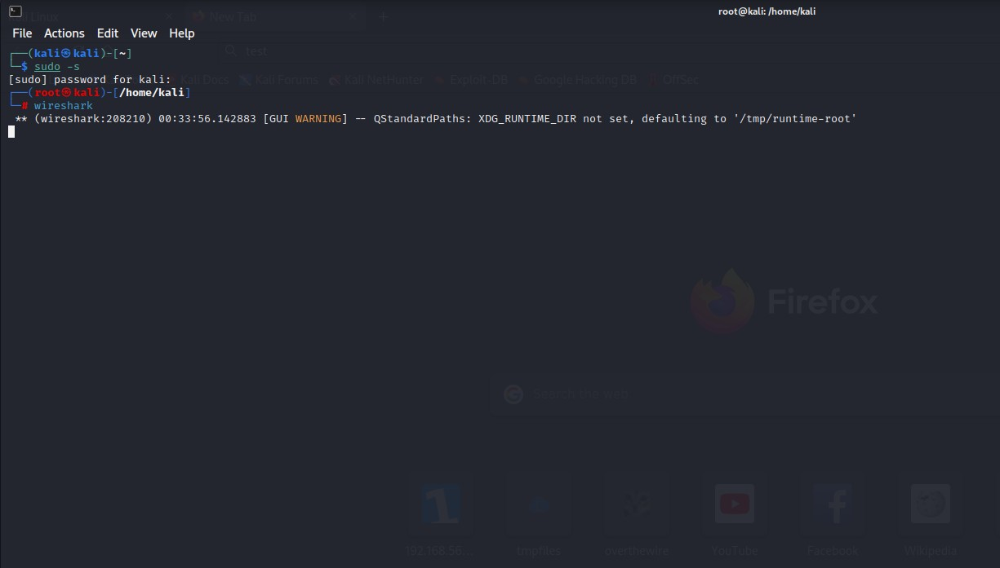 Kali Linux
New Tab
root@kali: /home/kali
File Actions Edit View Help
test
┌──(kali㉿kali)-[~]
└─$ sudo -s
[sudo] password for kali:
Kali Docs Kali Forums Kali NetHunter Exploit-DB Google Hacking DB OffSec
┌──(root㉿kali)-[/home/kali]
└─# wireshark
** (wireshark:208210) 00:33:56.142883 [GUI WARNING] -- QStandardPaths: XDG_RUNTIME_DIR not set, defaulting to '/tmp/runtime-root'
Firefox
Search the web
192.168.56... tmpfiles overthewire YouTube Facebook Wikipedia